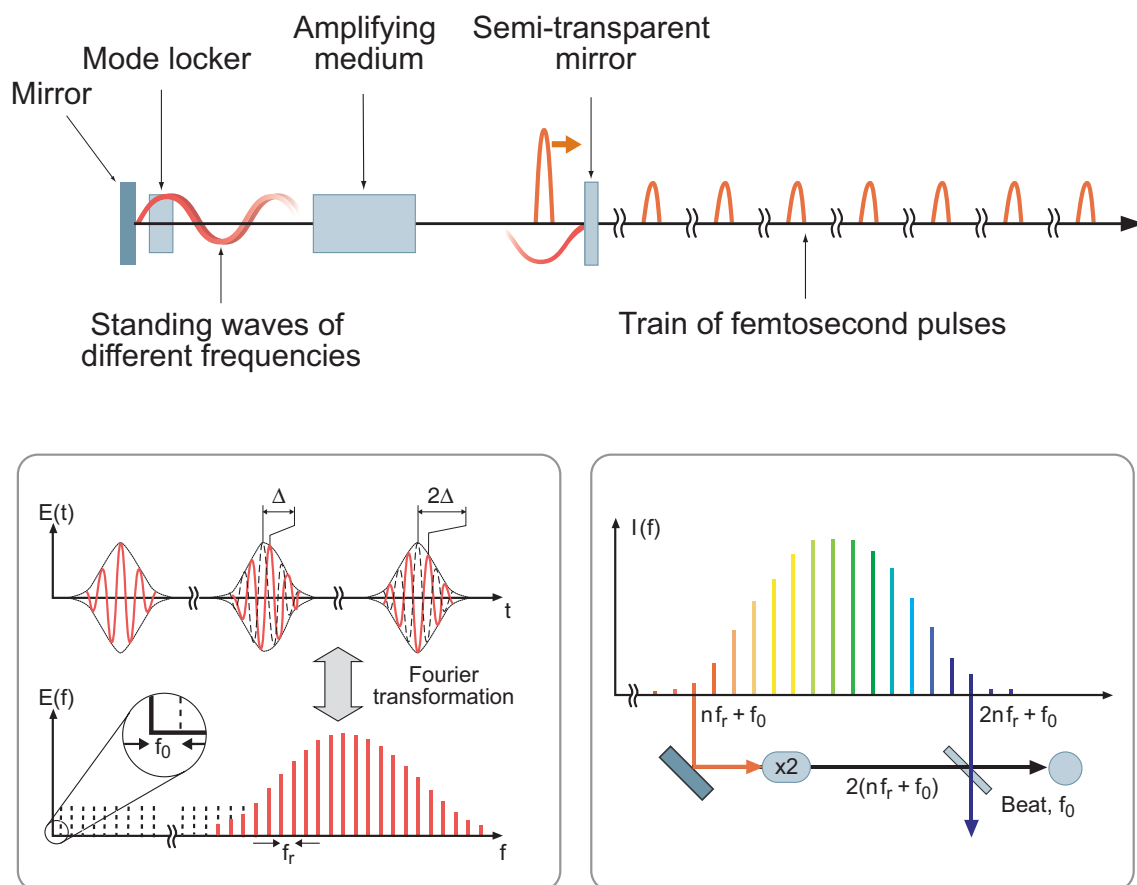 Mirror
Mode locker
Amplifying
medium
Semi-transparent
mirror
Standing waves of
different frequencies
Train of femtosecond pulses
E(t)
Δ
2Δ
t
Fourier
transformation
E(f)
f₀
fᵣ
f
I(f)
nfᵣ + f₀
2nfᵣ + f₀
x2
2(nfᵣ + f₀)
Beat, f₀